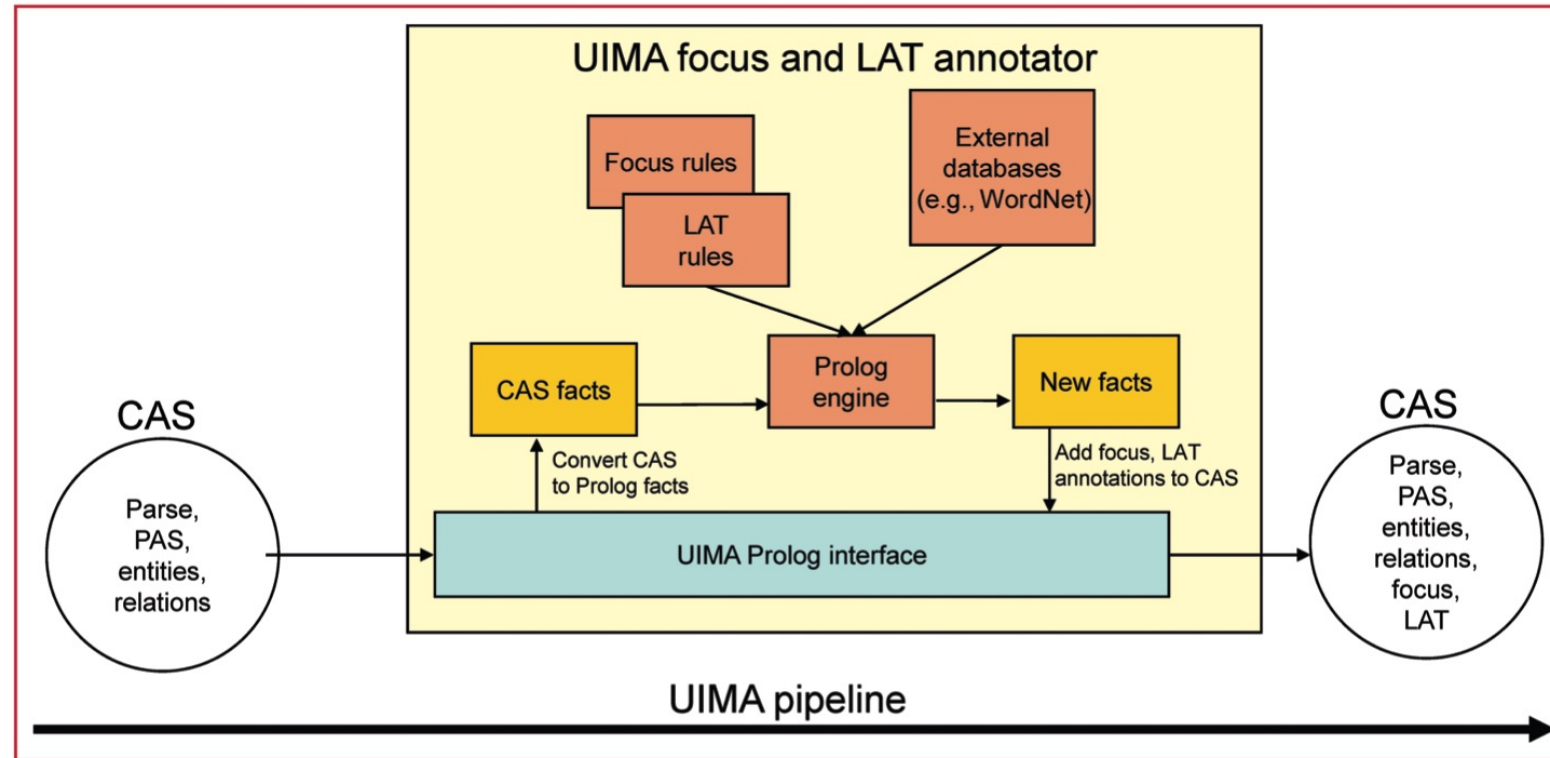 UIMA focus and LAT annotator
Focus rules
LAT
rules
External
databases
(e.g., WordNet)
CAS facts
Prolog
engine
New facts
CAS
Parse,
PAS,
entities,
relations
Convert CAS
to Prolog facts
Add focus, LAT
annotations to CAS
UIMA Prolog interface
CAS
Parse,
PAS,
entities,
relations,
focus,
LAT
UIMA pipeline